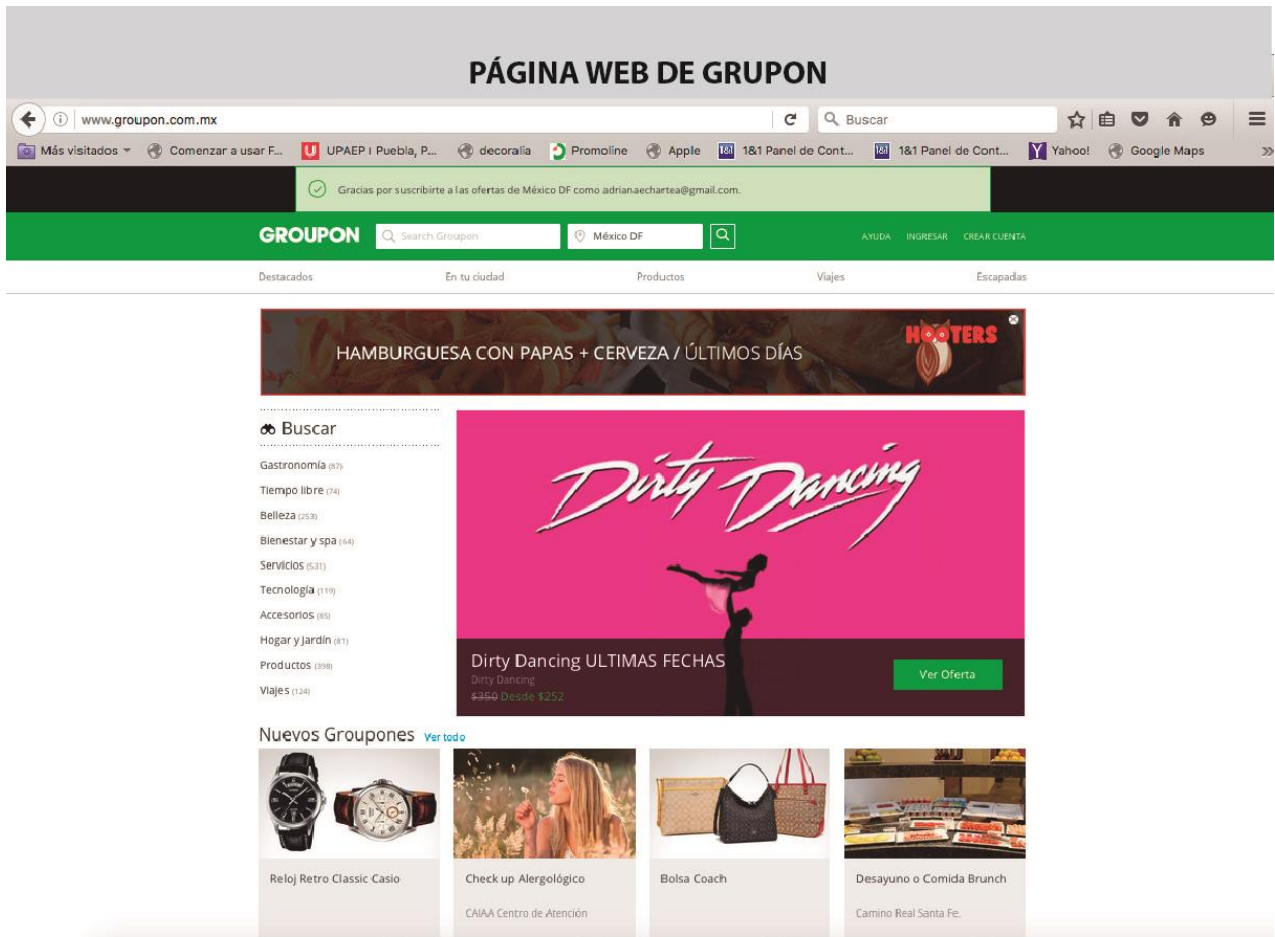 PÁGINA WEB DE GRUPON
www.groupon.com.mx
Buscar
Más visitados
Comenzar a usar F...
UPAEP | Puebla, P...
decoralia
Promoline
Apple
1&1 Panel de Cont...
1&1 Panel de Cont...
Yahoo!
Google Maps
Gracias por suscribirte a las ofertas de México DF como adrianaechartea@gmail.com.
GROUPON
Search Groupon
México DF
AYUDA INGRESAR CREAR CUENTA
Destacados En tu ciudad Productos Viajes Escapadas
HAMBURGUESA CON PAPAS + CERVEZA / ÚLTIMOS DÍAS
HOOTERS
Buscar
Gastronomía (87)
Tiempo libre (74)
Belleza (253)
Bienestar y spa (64)
Servicios (531)
Tecnología (119)
Accesorios (85)
Hogar y Jardín (81)
Productos (398)
Viajes (124)
Dirty Dancing
Dirty Dancing ULTIMAS FECHAS
Dirty Dancing
$350 Desde $252
Ver Oferta
Nuevos Groupones Ver todo
Reloj Retro Classic Casio
Check up Alergológico
CAIAA Centro de Atención
Bolsa Coach
Desayuno o Comida Brunch
Camino Real Santa Fe.